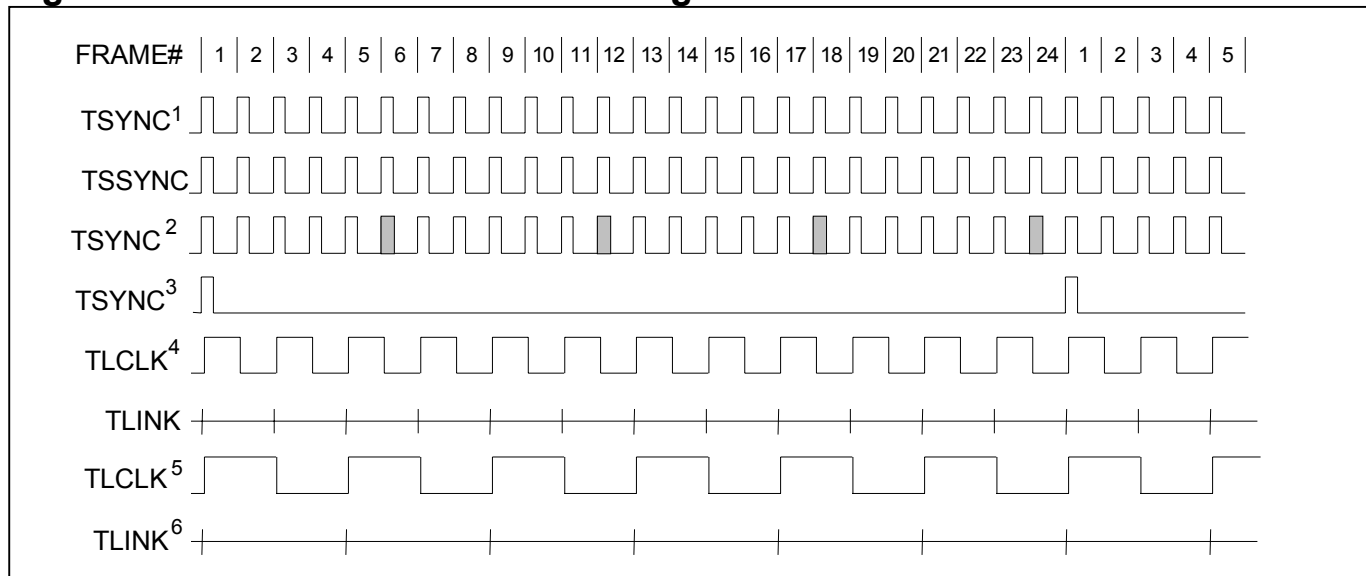 FRAME# 1 2 3 4 5 6 7 8 9 10 11 12 13 14 15 16 17 18 19 20 21 22 23 24 1 2 3 4 5
TSYNC1
TSSYNC
TSYNC2
TSYNC3
TLCLK4
TLINK
TLCLK5
TLINK6